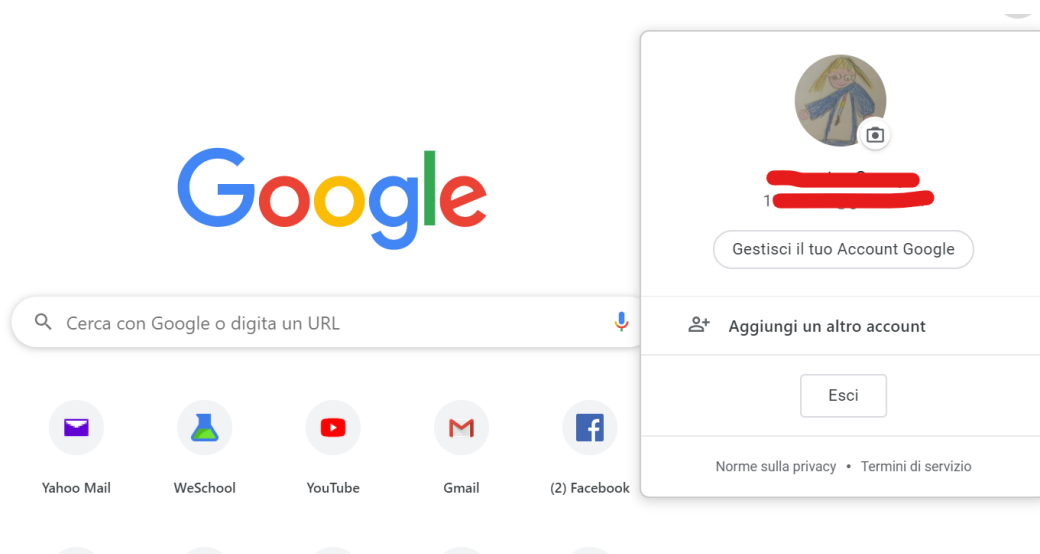 Google
Cerca con Google o digita un URL
Yahoo Mail
WeSchool
YouTube
Gmail
(2) Facebook
1
Gestisci il tuo Account Google
Aggiungi un altro account
Esci
Norme sulla privacy • Termini di servizio